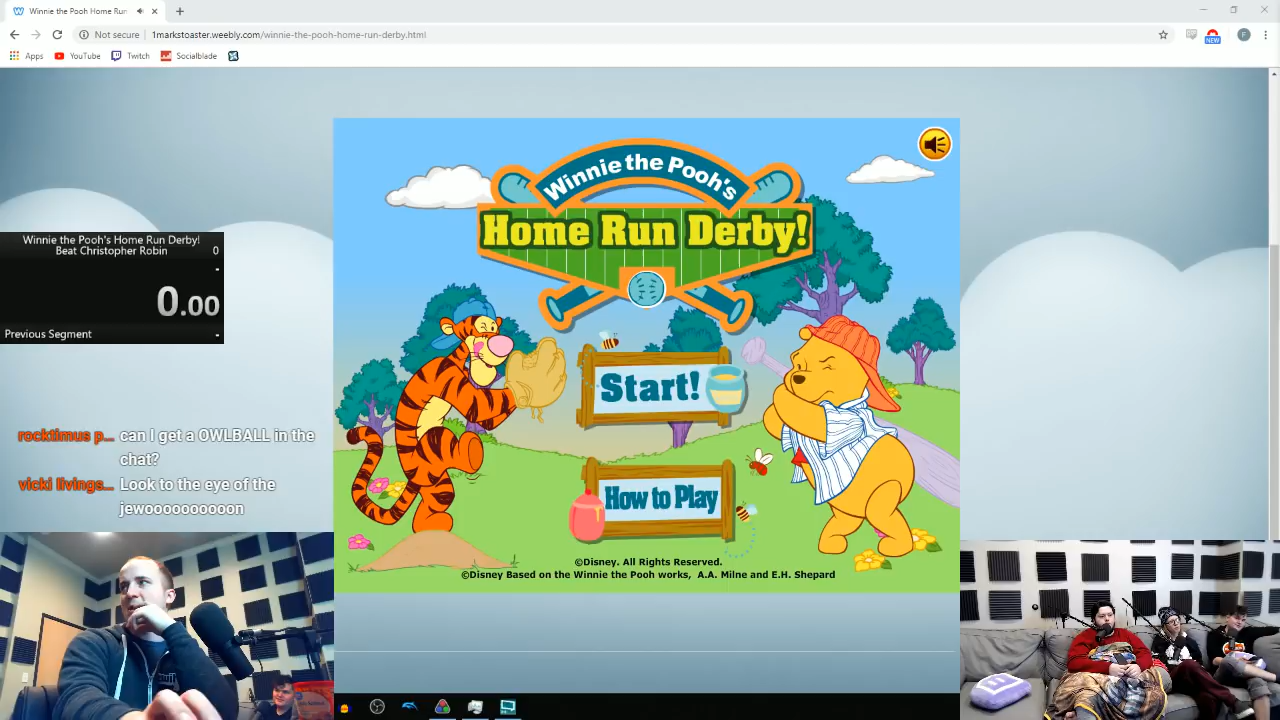 Winnie the Pooh Home Run
Not secure
1markstoaster.weebly.com/winnie-the-pooh-home-run-derby.html
F
NEW
Apps
YouTube
Twitch
Socialblade
Winnie the Pooh's
Home Run Derby!
Start!
How to Play
©Disney. All Rights Reserved.
©Disney Based on the Winnie the Pooh works, A.A. Milne and E.H. Shepard
Winnie the Pooh's Home Run Derby!
Beat Christopher Robin 0
-
0.00
Previous Segment -
rocktimus p... can I get a OWLBALL in the
chat?
vicki livings... Look to the eye of the
jewoooooooooon